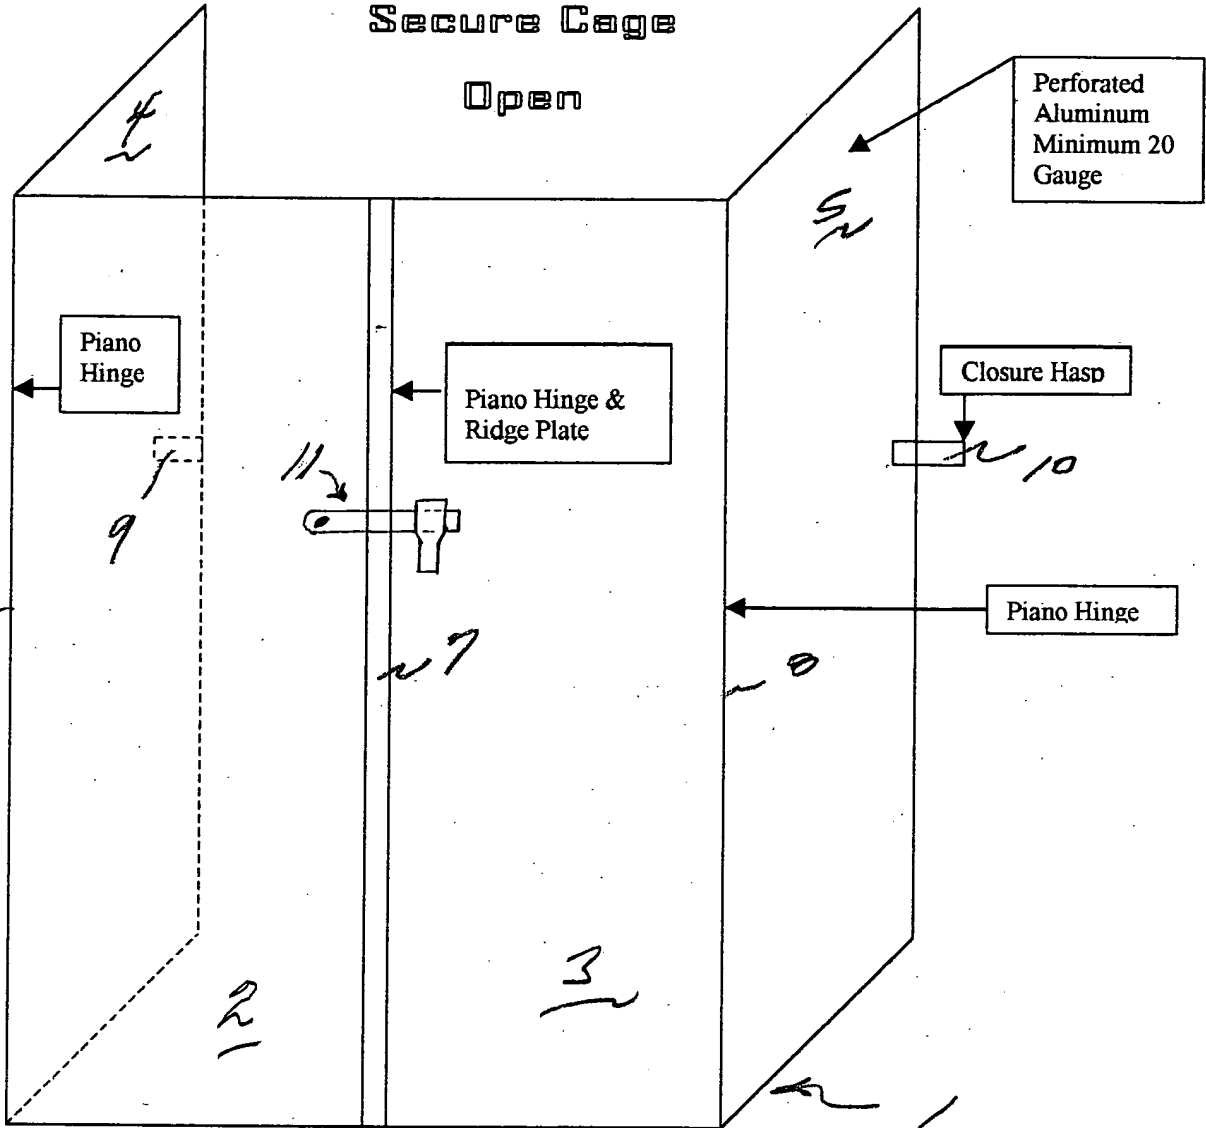 Secure Cage
Open
4
5
Perforated
Aluminum
Minimum 20
Gauge
Piano
Hinge
Piano Hinge &
Ridge Plate
Closure Hasp
9
11
10
Piano Hinge
7
8
2
3
1